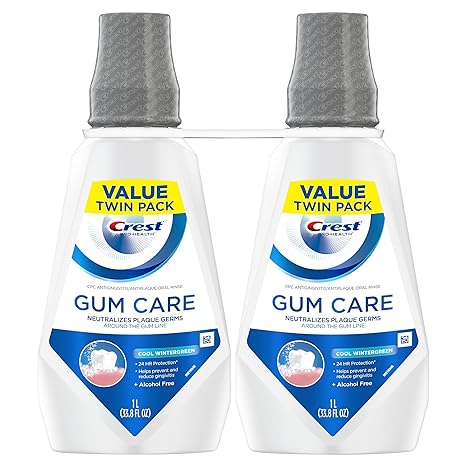 VALUE
TWIN PACK
Crest
PRO-HEALTH
CPC ANTIGINGIVITIS/ANTIPLAQUE ORAL RINSE
GUM CARE
NEUTRALIZES PLAQUE GERMS
AROUND THE GUM LINE
COOL WINTERGREEN
• 24 HR Protection*
• Helps prevent and
reduce gingivitis
+ Alcohol Free
1 L
(33.8 FL OZ)
VALUE
TWIN PACK
Crest
PRO-HEALTH
CPC ANTIGINGIVITIS/ANTIPLAQUE ORAL RINSE
GUM CARE
NEUTRALIZES PLAQUE GERMS
AROUND THE GUM LINE
COOL WINTERGREEN
• 24 HR Protection*
• Helps prevent and
reduce gingivitis
+ Alcohol Free
1 L
(33.8 FL OZ)